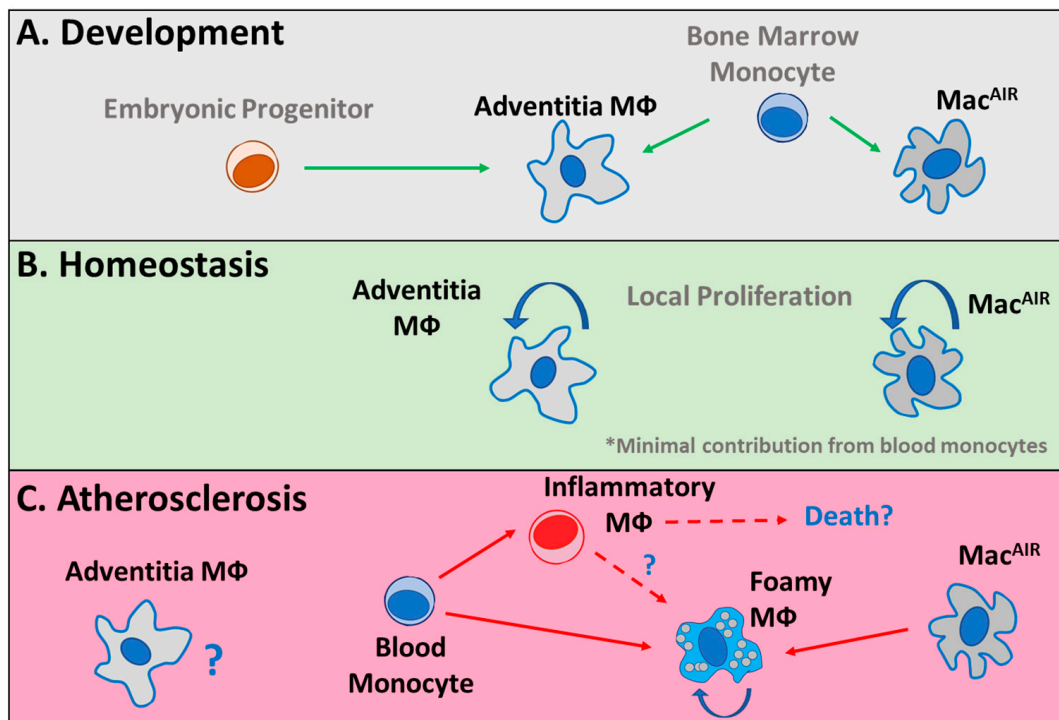 A. Development
Bone Marrow
Monocyte
Embryonic Progenitor
Adventitia MΦ
Mac^AIR
B. Homeostasis
Adventitia
MΦ
Local Proliferation
Mac^AIR
*Minimal contribution from blood monocytes
C. Atherosclerosis
Inflammatory
MΦ
Death?
Adventitia MΦ
?
?
Blood
Monocyte
Foamy
MΦ
Mac^AIR